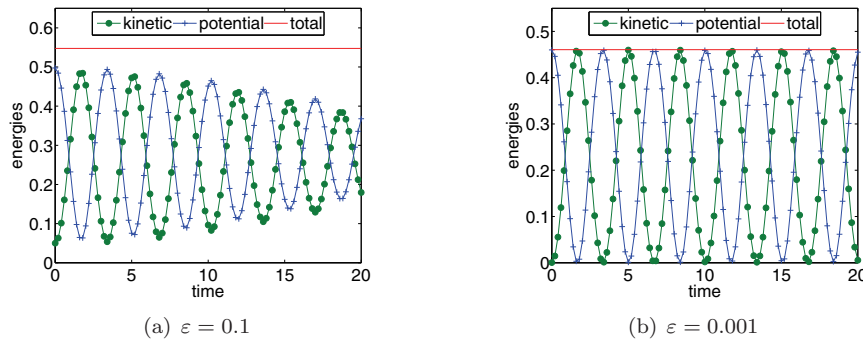 kinetic potential total
0.6
0.5
0.4
0.3
0.2
0.1
0
energies
0 5 10 15 20
time
(a) ε = 0.1
kinetic potential total
0.5
0.4
0.3
0.2
0.1
0
energies
0 5 10 15 20
time
(b) ε = 0.001